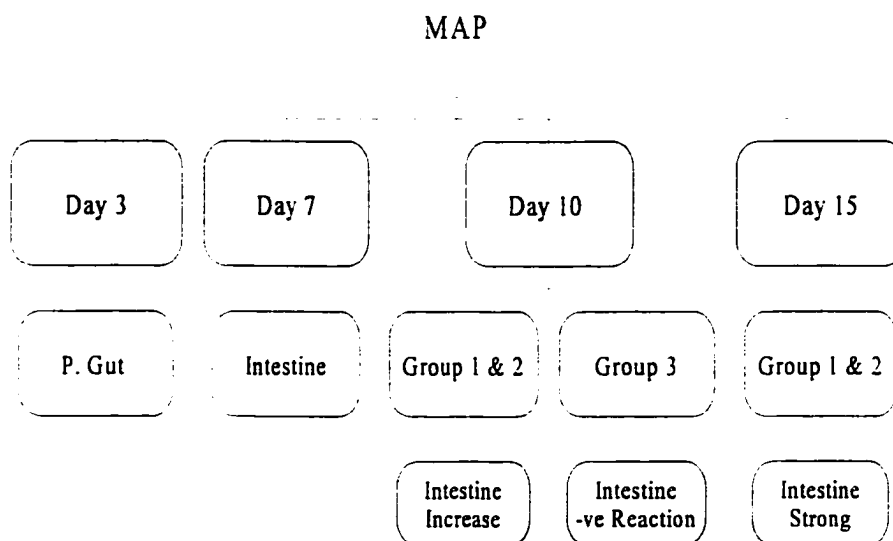 MAP
Day 3
Day 7
Day 10
Day 15
P. Gut
Intestine
Group 1 & 2
Group 3
Group 1 & 2
Intestine
Increase
Intestine
-ve Reaction
Intestine
Strong